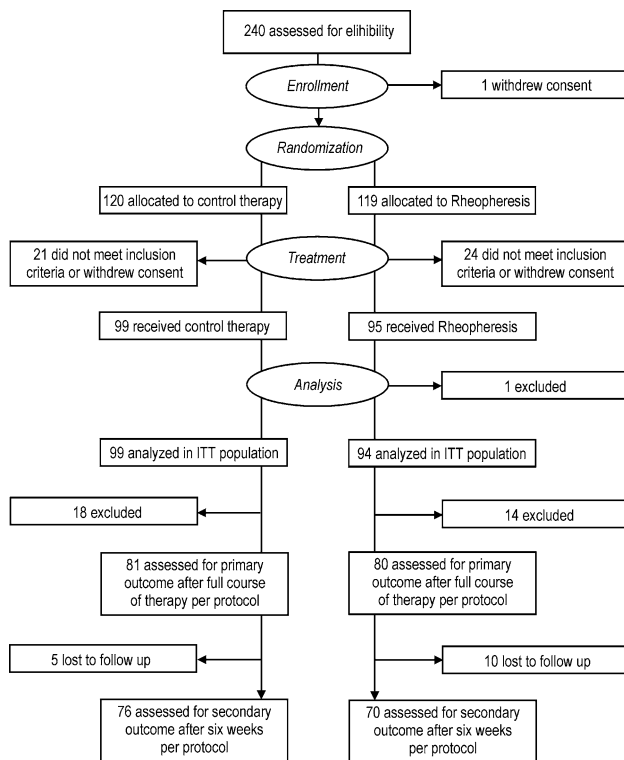 240 assessed for elihibility
Enrollment
1 withdrew consent
Randomization
120 allocated to control therapy
119 allocated to Rheopheresis
21 did not meet inclusion
criteria or withdrew consent
Treatment
24 did not meet inclusion
criteria or withdrew consent
99 received control therapy
95 received Rheopheresis
Analysis
1 excluded
99 analyzed in ITT population
94 analyzed in ITT population
18 excluded
14 excluded
81 assessed for primary
outcome after full course
of therapy per protocol
80 assessed for primary
outcome after full course
of therapy per protocol
5 lost to follow up
10 lost to follow up
76 assessed for secondary
outcome after six weeks
per protocol
70 assessed for secondary
outcome after six weeks
per protocol